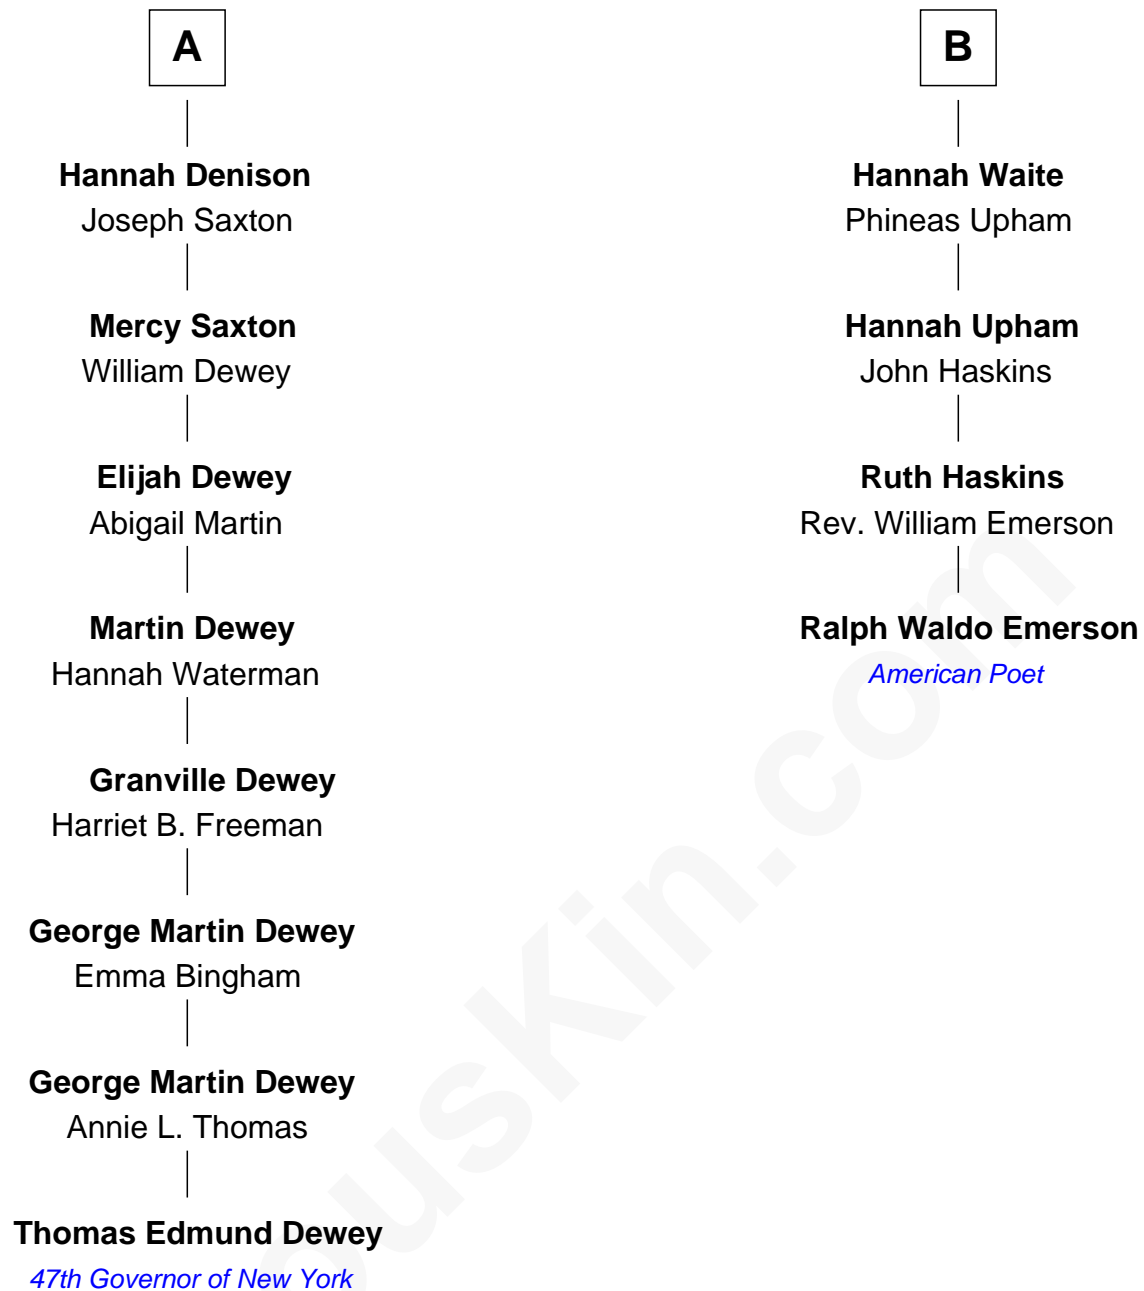 A
Hannah Denison
Joseph Saxton
Mercy Saxton
William Dewey
Elijah Dewey
Abigail Martin
Martin Dewey
Hannah Waterman
Granville Dewey
Harriet B. Freeman
George Martin Dewey
Emma Bingham
George Martin Dewey
Annie L. Thomas
Thomas Edmund Dewey
47th Governor of New York
B
Hannah Waite
Phineas Upham
Hannah Upham
John Haskins
Ruth Haskins
Rev. William Emerson
Ralph Waldo Emerson
American Poet
ousKin.com